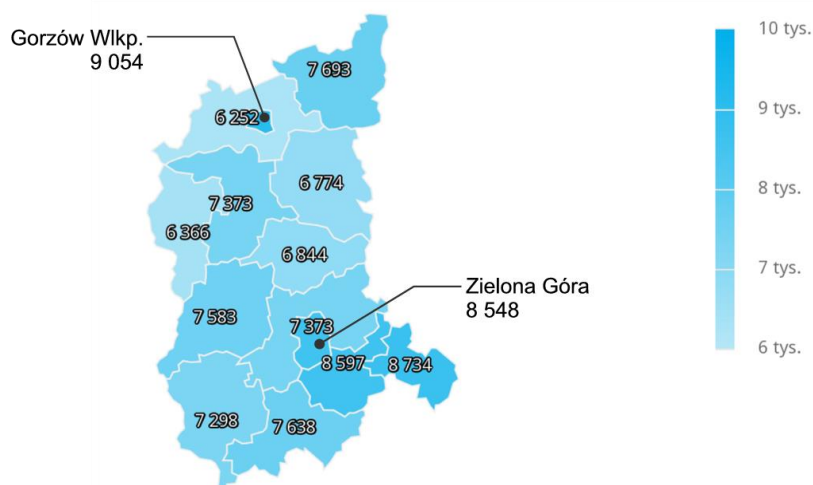 Gorzów Wlkp.
9 054
7 693
6 252
6 774
7 373
6 366
6 844
Zielona Góra
8 548
7 583
7 373
8 597
8 734
7 298
7 638
10 tys.
9 tys.
8 tys.
7 tys.
6 tys.